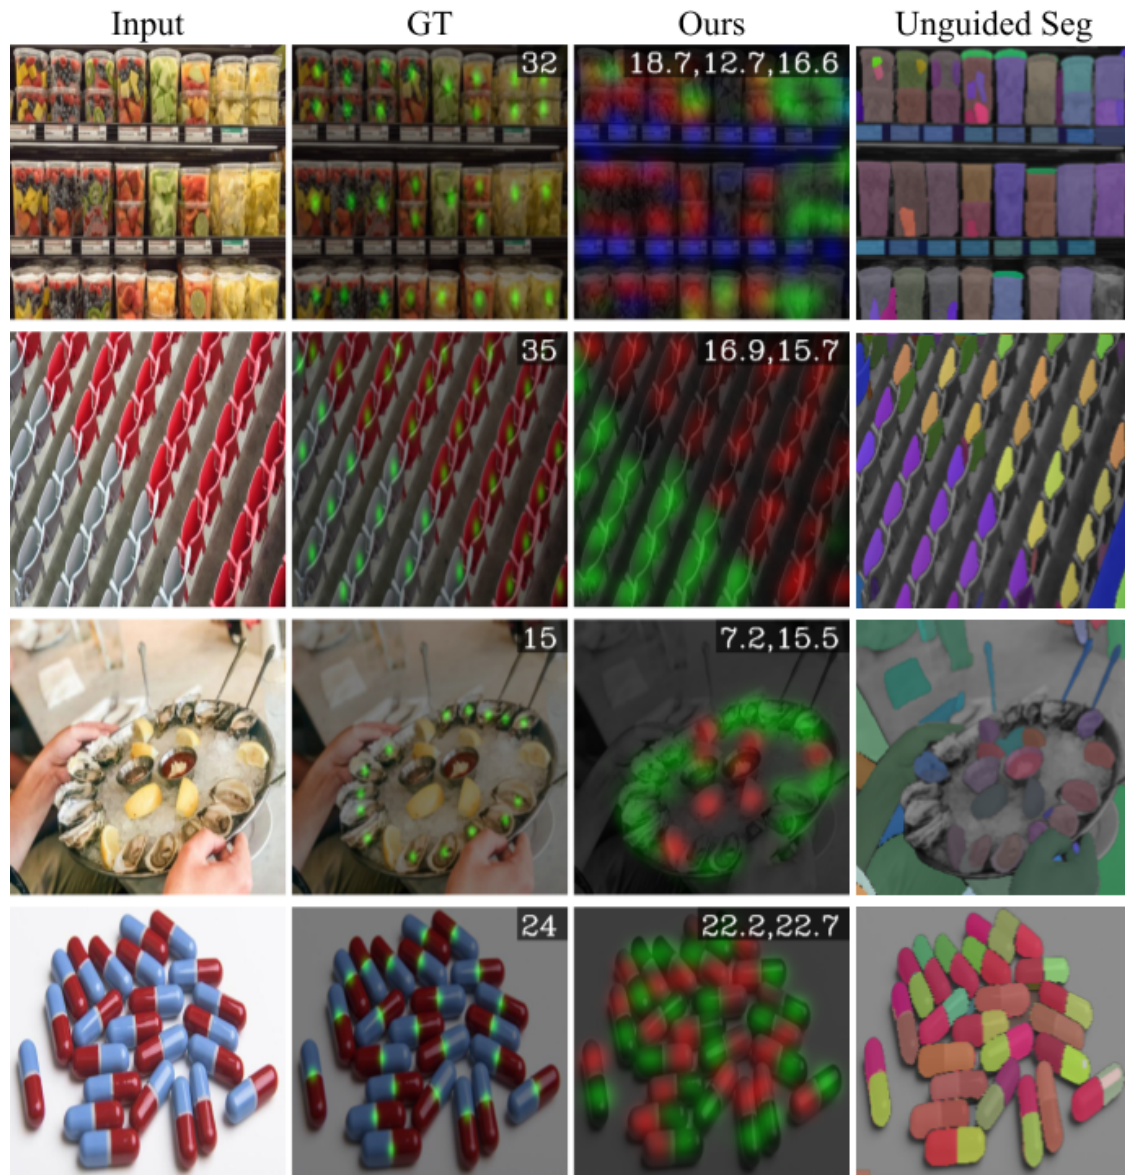 Input GT Ours Unguided Seg
32 18.7,12.7,16.6
35 16.9,15.7
15 7.2,15.5
24 22.2,22.7